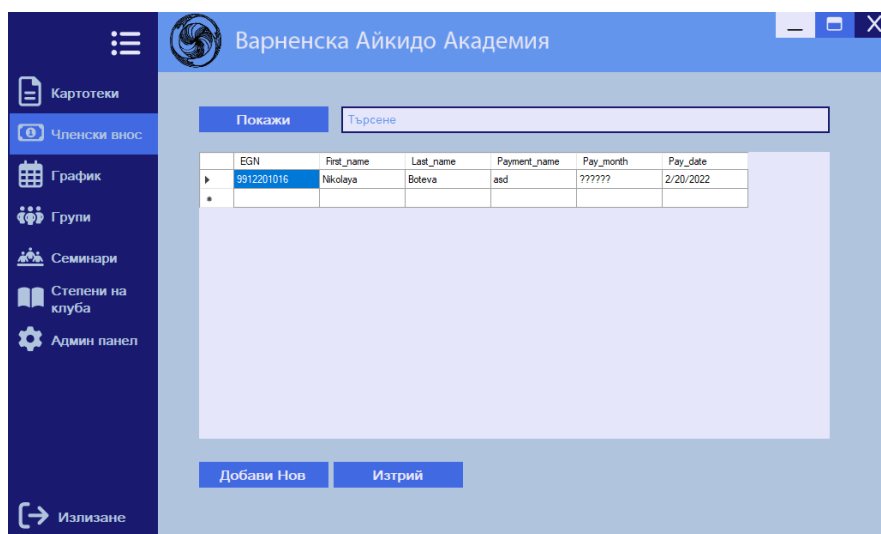 Варненска Айкидо Академия
Картотеки
Членски внос
График
Групи
Семинари
Степени на
клуба
Админ панел
Излизане
Покажи
Търсене
EGN First_name Last_name Payment_name Pay_month Pay_date
9912201016 Nikolaya Boteva asd ?????? 2/20/2022
Добави Нов
Изтрий